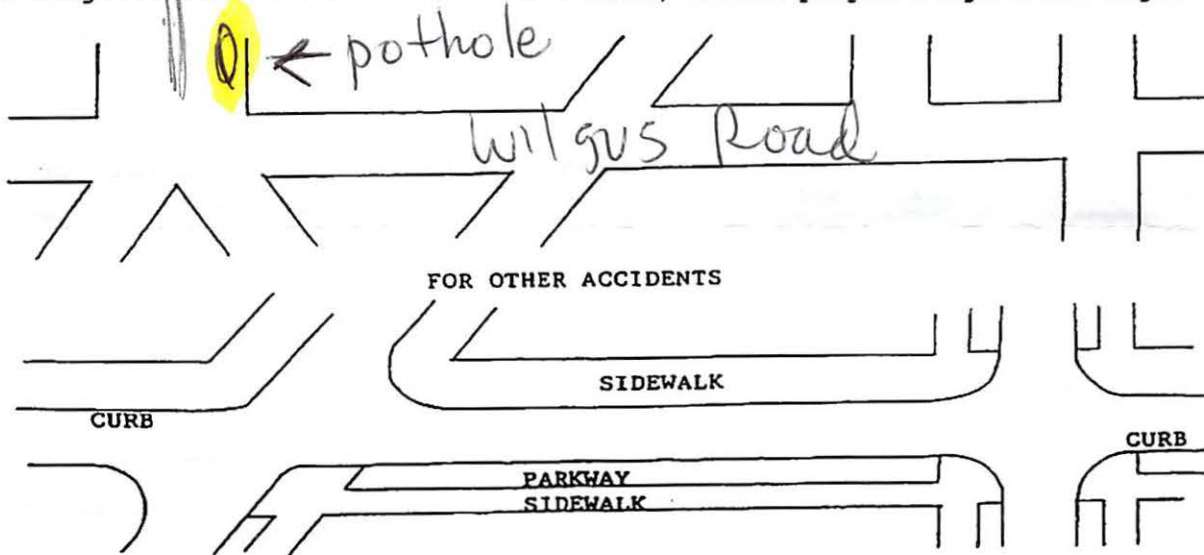 ← pothole
Wilgus Road
FOR OTHER ACCIDENTS
SIDEWALK
CURB
CURB
PARKWAY
SIDEWALK